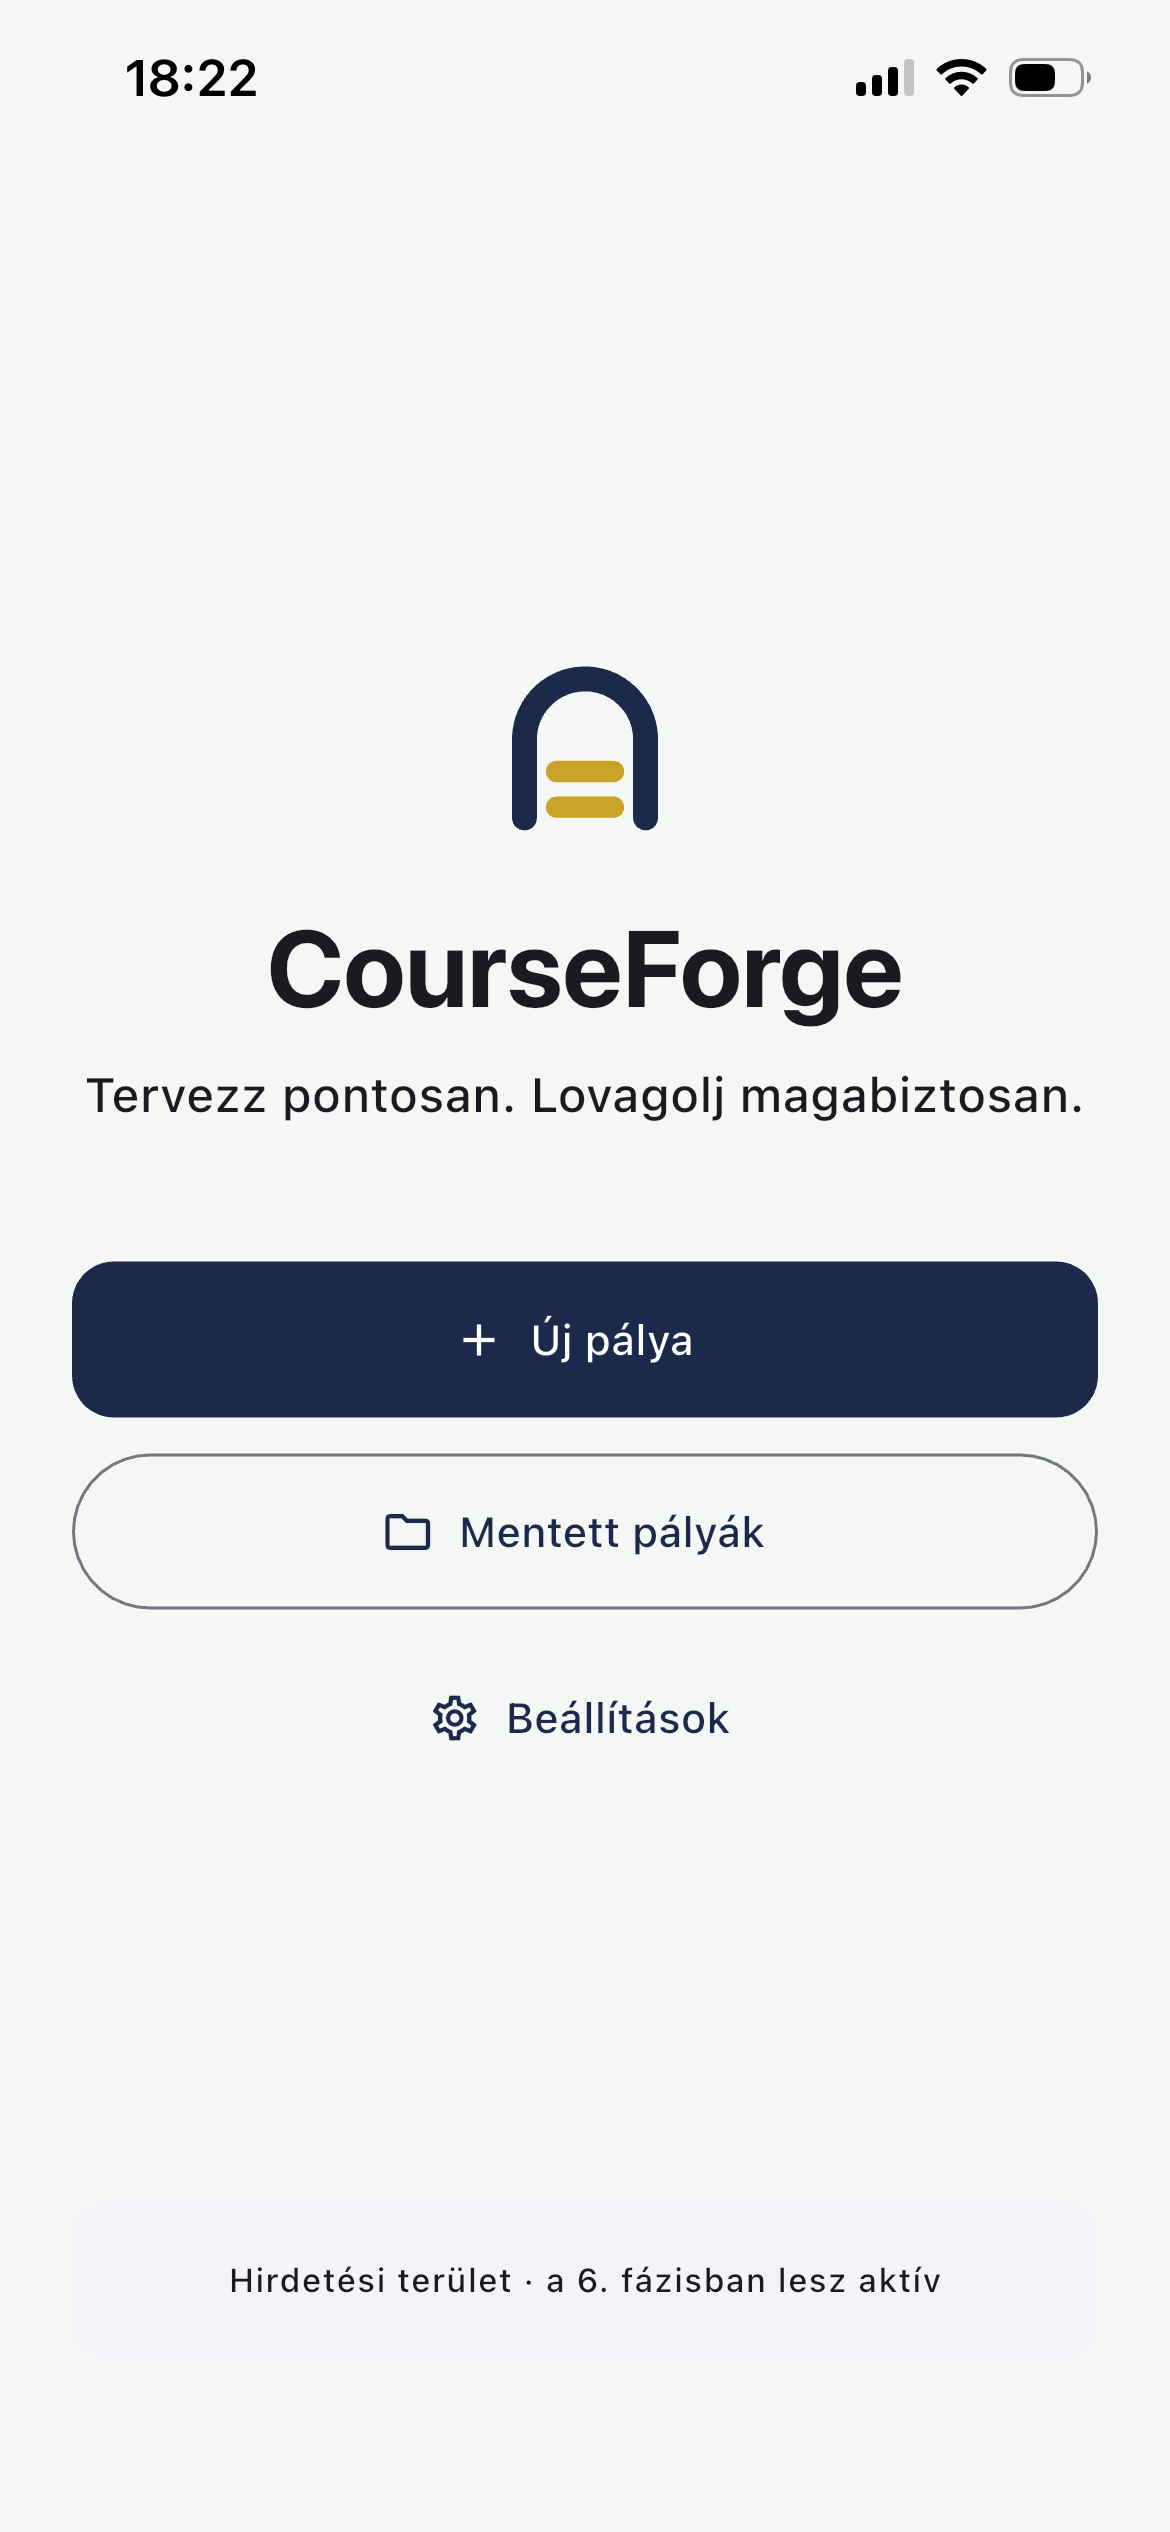 18:22
CourseForge
Tervezz pontosan. Lovagolj magabiztosan.
Új pálya
Mentett pályák
Beállítások
Hirdetési terület · a 6. fázisban lesz aktív